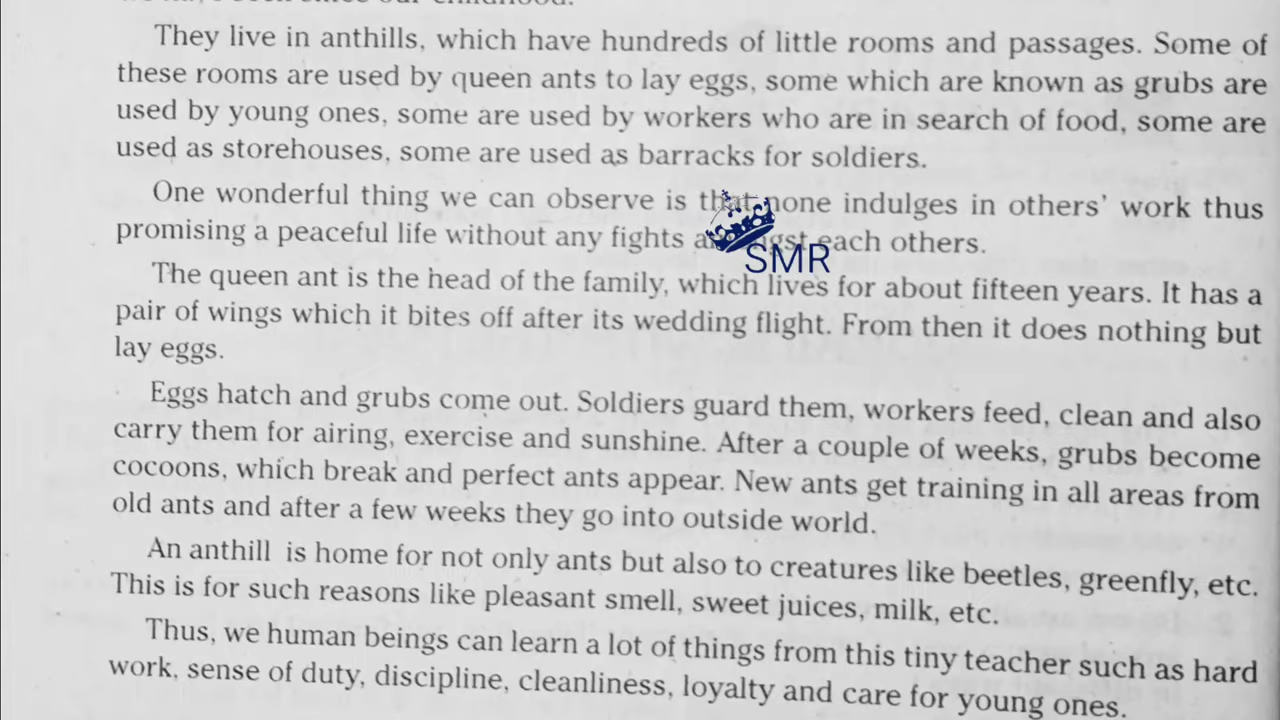 They live in anthills, which have hundreds of little rooms and passages. Some of
these rooms are used by queen ants to lay eggs, some which are known as grubs are
used by young ones, some are used by workers who are in search of food, some are
used as storehouses, some are used as barracks for soldiers.
One wonderful thing we can observe is that none indulges in others' work thus
promising a peaceful life without any fights amongst each others.
SMR
The queen ant is the head of the family, which lives for about fifteen years. It has a
pair of wings which it bites off after its wedding flight. From then it does nothing but
lay eggs.
Eggs hatch and grubs come out. Soldiers guard them, workers feed, clean and also
carry them for airing, exercise and sunshine. After a couple of weeks, grubs become
cocoons, which break and perfect ants appear. New ants get training in all areas from
old ants and after a few weeks they go into outside world.
An anthill is home for not only ants but also to creatures like beetles, greenfly, etc.
This is for such reasons like pleasant smell, sweet juices, milk, etc.
Thus, we human beings can learn a lot of things from this tiny teacher such as hard
work, sense of duty, discipline, cleanliness, loyalty and care for young ones.